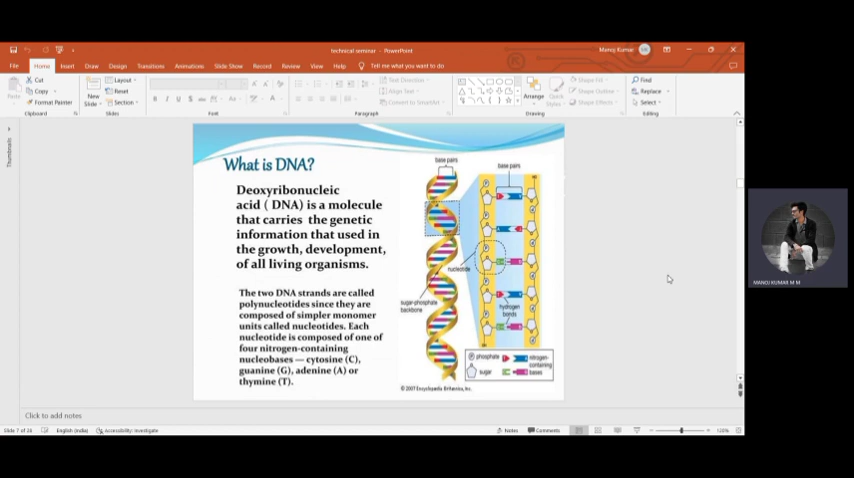 technical seminar - PowerPoint
Manoj Kumar
File Home Insert Draw Design Transitions Animations Slide Show Record Review View Help Tell me what you want to do
Paste
Cut
Copy
Format Painter
Clipboard
New Slide
Layout
Reset
Section
Slides
Font
Text Direction
Align Text
Convert to SmartArt
Paragraph
Arrange
Quick Styles
Shape Fill
Shape Outline
Shape Effects
Drawing
Find
Replace
Select
Editing
Thumbnails
What is DNA?
Deoxyribonucleic
acid ( DNA) is a molecule
that carries the genetic
information that used in
the growth, development,
of all living organisms.
The two DNA strands are called
polynucleotides since they are
composed of simpler monomer
units called nucleotides. Each
nucleotide is composed of one of
four nitrogen-containing
nucleobases — cytosine (C),
guanine (G), adenine (A) or
thymine (T).
base pairs
base pairs
nucleotide
sugar-phosphate
backbone
hydrogen
bonds
phosphate
sugar
nitrogen-
containing
bases
© 2007 Encyclopædia Britannica, Inc.
MANOJ KUMAR M M
Click to add notes
Slide 7 of 26 English (India) Accessibility: Investigate
Notes Comments